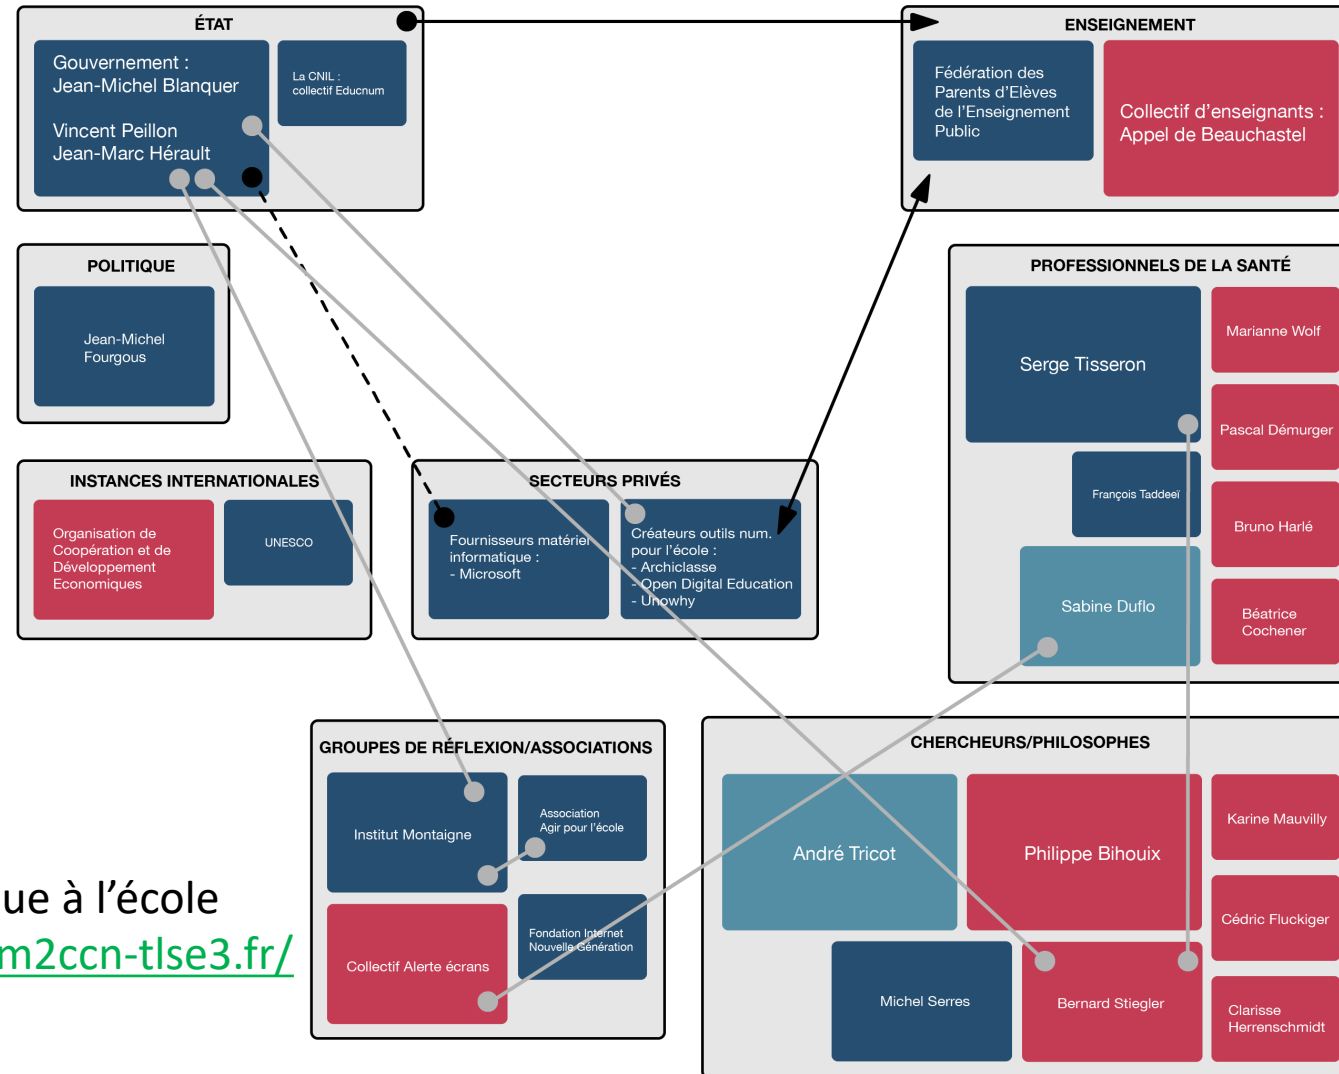 ÉTAT
Gouvernement :
Jean-Michel Blanquer
Vincent Peillon
Jean-Marc Hérault
La CNIL :
collectif Educnum
ENSEIGNEMENT
Fédération des
Parents d'Elèves
de l'Enseignement
Public
Collectif d'enseignants :
Appel de Beauchastel
POLITIQUE
Jean-Michel
Fourgous
PROFESSIONNELS DE LA SANTÉ
Serge Tisseron
Marianne Wolf
Pascal Démurger
François Taddeeï
Bruno Harlé
Sabine Duflo
Béatrice
Cochener
INSTANCES INTERNATIONALES
Organisation de
Coopération et de
Développement
Economiques
UNESCO
SECTEURS PRIVÉS
Fournisseurs matériel
informatique :
- Microsoft
Créateurs outils num.
pour l'école :
- Archiclasse
- Open Digital Education
- Unowhy
GROUPES DE RÉFLEXION/ASSOCIATIONS
Institut Montaigne
Association
Agir pour l'école
Collectif Alerte écrans
Fondation Internet
Nouvelle Génération
CHERCHEURS/PHILOSOPHES
André Tricot
Philippe Bihouix
Karine Mauvilly
Cédric Fluckiger
Michel Serres
Bernard Stiegler
Clarisse
Herrenschmidt
ue à l'école
m2ccn-tlse3.fr/